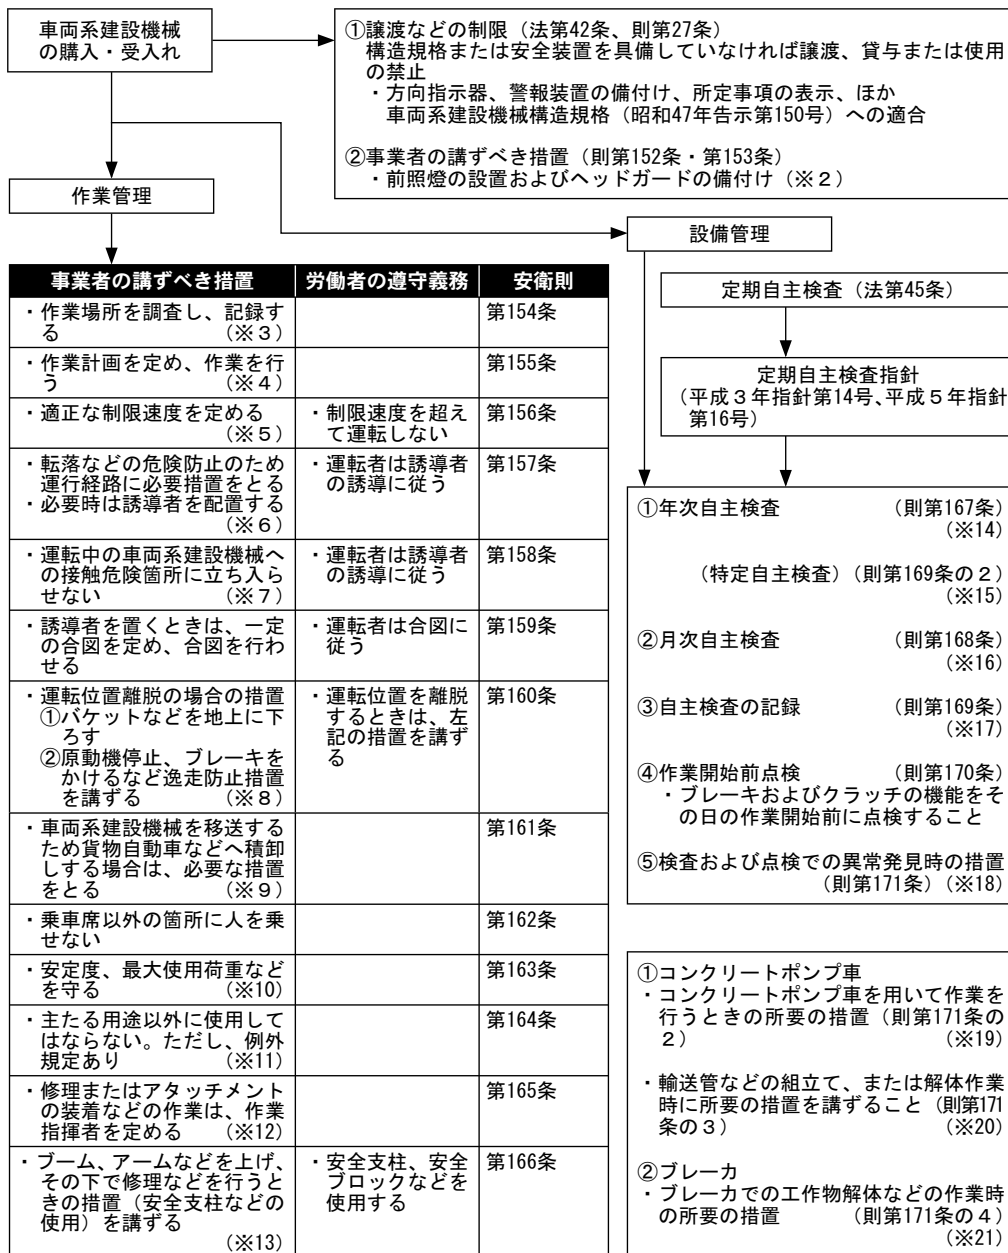 車両系建設機械
の購入・受入れ
①譲渡などの制限（法第42条、則第27条）
構造規格または安全装置を具備していなければ譲渡、貸与または使用
の禁止
・方向指示器、警報装置の備付け、所定事項の表示、ほか
車両系建設機械構造規格（昭和47年告示第150号）への適合
②事業者の講ずべき措置（則第152条・第153条）
・前照燈の設置およびヘッドガードの備付け（※２）
作業管理
設備管理
事業者の講ずべき措置 労働者の遵守義務 安衛則
・作業場所を調査し、記録す 第154条
る （※３）
・作業計画を定め、作業を行 第155条
う （※４）
・適正な制限速度を定める ・制限速度を超え 第156条
（※５） て運転しない
・転落などの危険防止のため ・運転者は誘導者 第157条
運行経路に必要措置をとる の誘導に従う
・必要時は誘導者を配置する
（※６）
・運転中の車両系建設機械へ ・運転者は誘導者 第158条
の接触危険箇所に立ち入ら の誘導に従う
せない （※７）
・誘導者を置くときは、一定 ・運転者は合図に 第159条
の合図を定め、合図を行わ 従う
せる
・運転位置離脱の場合の措置 ・運転位置を離脱 第160条
①バケットなどを地上に下 するときは、左
ろす 記の措置を講ず
②原動機停止、ブレーキを る
かけるなど逸走防止措置
を講ずる （※８）
・車両系建設機械を移送する 第161条
ため貨物自動車などへ積卸
しする場合は、必要な措置
をとる （※９）
・乗車席以外の箇所に人を乗 第162条
せない
・安定度、最大使用荷重など 第163条
を守る （※10）
・主たる用途以外に使用して 第164条
はならない。ただし、例外
規定あり （※11）
・修理またはアタッチメント 第165条
の装着などの作業は、作業
指揮者を定める （※12）
・ブーム、アームなどを上げ、 ・安全支柱、安全 第166条
その下で修理などを行うと ブロックなどを
きの措置（安全支柱などの 使用する
使用）を講ずる
（※13）
定期自主検査（法第45条）
定期自主検査指針
（平成３年指針第14号、平成５年指針
第16号）
①年次自主検査 （則第167条）
（※14）
（特定自主検査）（則第169条の２）
（※15）
②月次自主検査 （則第168条）
（※16）
③自主検査の記録 （則第169条）
（※17）
④作業開始前点検 （則第170条）
・ブレーキおよびクラッチの機能をそ
の日の作業開始前に点検すること
⑤検査および点検での異常発見時の措置
（則第171条）（※18）
①コンクリートポンプ車
・コンクリートポンプ車を用いて作業を
行うときの所要の措置（則第171条の
２） （※19）
・輸送管などの組立て、または解体作業
時に所要の措置を講ずること（則第171
条の３） （※20）
②ブレーカ
・ブレーカでの工作物解体などの作業時
の所要の措置 （則第171条の４）
（※21）